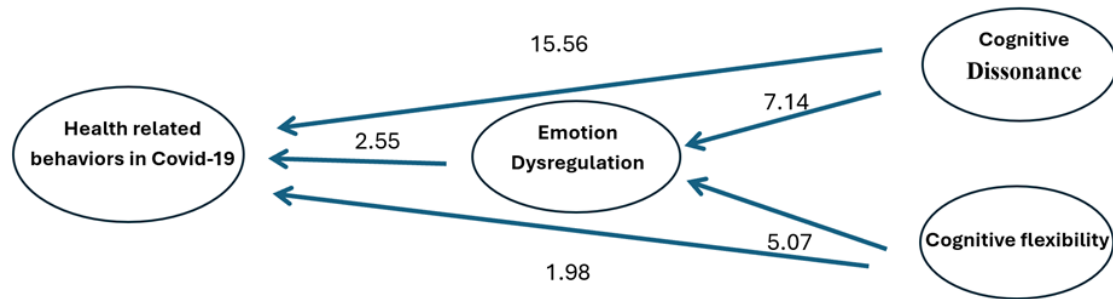 15.56
Cognitive
Dissonance
7.14
Health related
behaviors in Covid-19
2.55
Emotion
Dysregulation
Cognitive flexibility
5.07
1.98